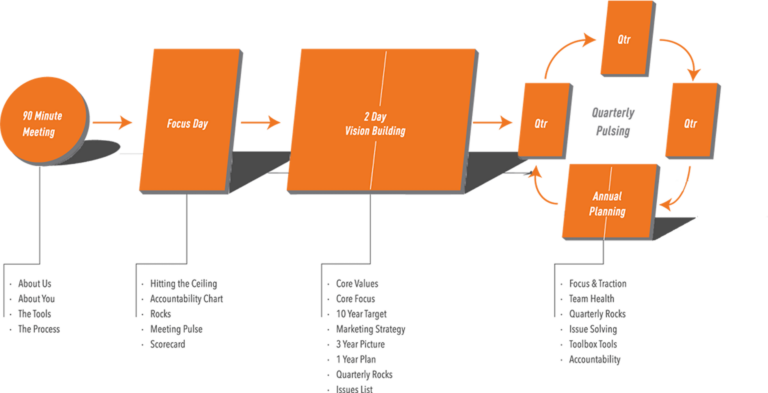 90 Minute
Meeting
Focus Day
2 Day
Vision Building
Qtr
Qtr
Quarterly
Pulsing
Qtr
Annual
Planning
· About Us
· About You
· The Tools
· The Process
· Hitting the Ceiling
· Accountability Chart
· Rocks
· Meeting Pulse
· Scorecard
· Core Values
· Core Focus
· 10 Year Target
· Marketing Strategy
· 3 Year Picture
· 1 Year Plan
· Quarterly Rocks
· Issues List
· Focus & Traction
· Team Health
· Quarterly Rocks
· Issue Solving
· Toolbox Tools
· Accountability